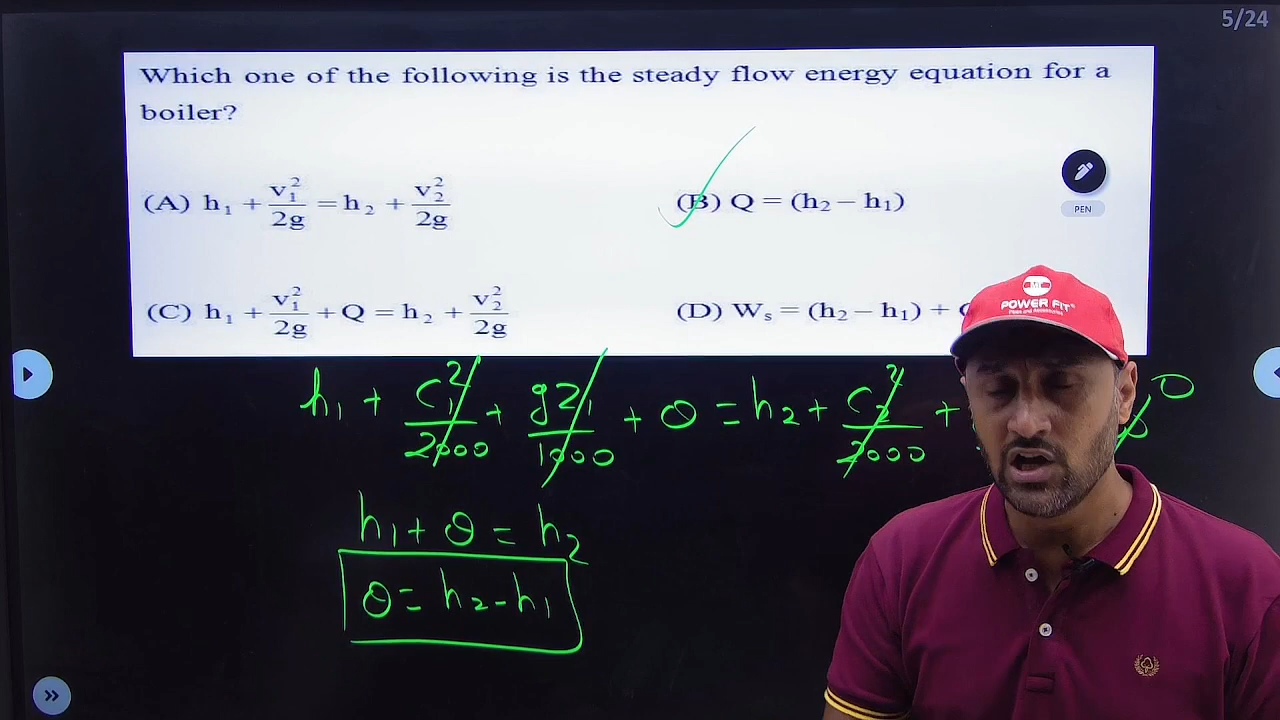 5/24
Which one of the following is the steady flow energy equation for a
boiler?
(A) h₁ + v₁²/2g = h₂ + v₂²/2g
(B) Q = (h₂ – h₁)
PEN
(C) h₁ + v₁²/2g + Q = h₂ + v₂²/2g
(D) Wₛ = (h₂ – h₁) +
POWER FIT
h₁ + C₁²/2000 + gZ₁/1000 + Q = h₂ + C₂²/2000 +
O
h₁ + Q = h₂
Q = h₂ – h₁